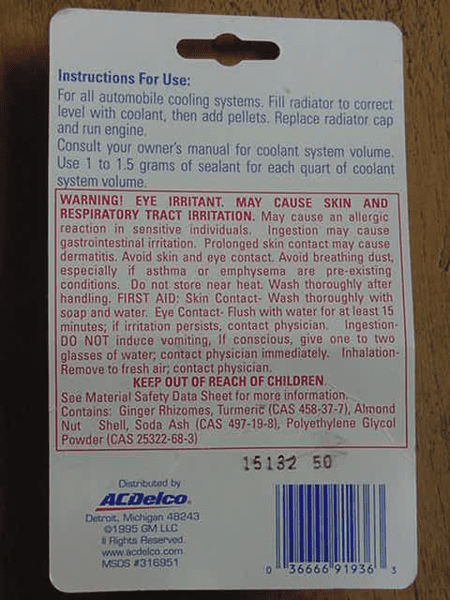 Instructions For Use:
For all automobile cooling systems. Fill radiator to correct
level with coolant, then add pellets. Replace radiator cap
and run engine.
Consult your owner's manual for coolant system volume.
Use 1 to 1.5 grams of sealant for each quart of coolant
system volume.
WARNING! EYE IRRITANT. MAY CAUSE SKIN AND
RESPIRATORY TRACT IRRITATION. May cause an allergic
reaction in sensitive individuals. Ingestion may cause
gastrointestinal irritation. Prolonged skin contact may cause
dermatitis. Avoid skin and eye contact. Avoid breathing dust,
especially if asthma or emphysema are pre-existing
conditions. Do not store near heat. Wash thoroughly after
handling. FIRST AID: Skin Contact- Wash thoroughly with
soap and water. Eye Contact- Flush with water for at least 15
minutes; if irritation persists, contact physician. Ingestion-
DO NOT induce vomiting, If conscious, give one to two
glasses of water; contact physician immediately. Inhalation-
Remove to fresh air; contact physician.
KEEP OUT OF REACH OF CHILDREN.
See Material Safety Data Sheet for more information.
Contains: Ginger Rhizomes, Turmeric (CAS 458-37-7), Almond
Nut Shell, Soda Ash (CAS 497-19-8), Polyethylene Glycol
Powder (CAS 25322-68-3)
15132 50
Distributed by
ACDelco.
Detroit, Michigan 48243
©1995 GM LLC
ll Rights Reserved.
www.acdelco.com
MSDS #316951
0 36666 91936 3